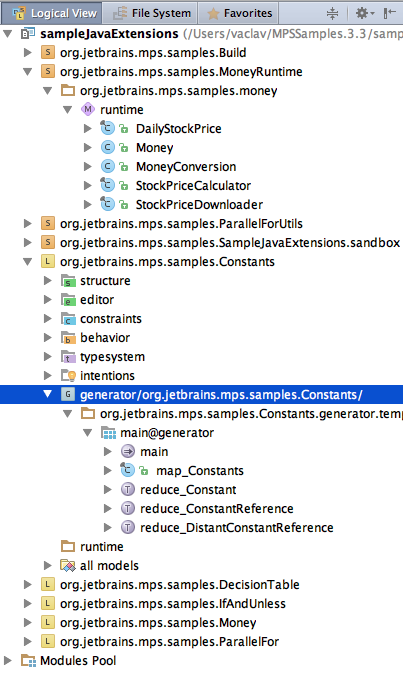 Logical View File System Favorites
sampleJavaExtensions (/Users/vaclav/MPSSamples.3.3/samp
org.jetbrains.mps.samples.Build
org.jetbrains.mps.samples.MoneyRuntime
org.jetbrains.mps.samples.money
runtime
DailyStockPrice
Money
MoneyConversion
StockPriceCalculator
StockPriceDownloader
org.jetbrains.mps.samples.ParallelForUtils
org.jetbrains.mps.samples.SampleJavaExtensions.sandbox
org.jetbrains.mps.samples.Constants
structure
editor
constraints
behavior
typesystem
intentions
generator/org.jetbrains.mps.samples.Constants/
org.jetbrains.mps.samples.Constants.generator.temp
main@generator
main
map_Constants
reduce_Constant
reduce_ConstantReference
reduce_DistantConstantReference
runtime
all models
org.jetbrains.mps.samples.DecisionTable
org.jetbrains.mps.samples.IfAndUnless
org.jetbrains.mps.samples.Money
org.jetbrains.mps.samples.ParallelFor
Modules Pool